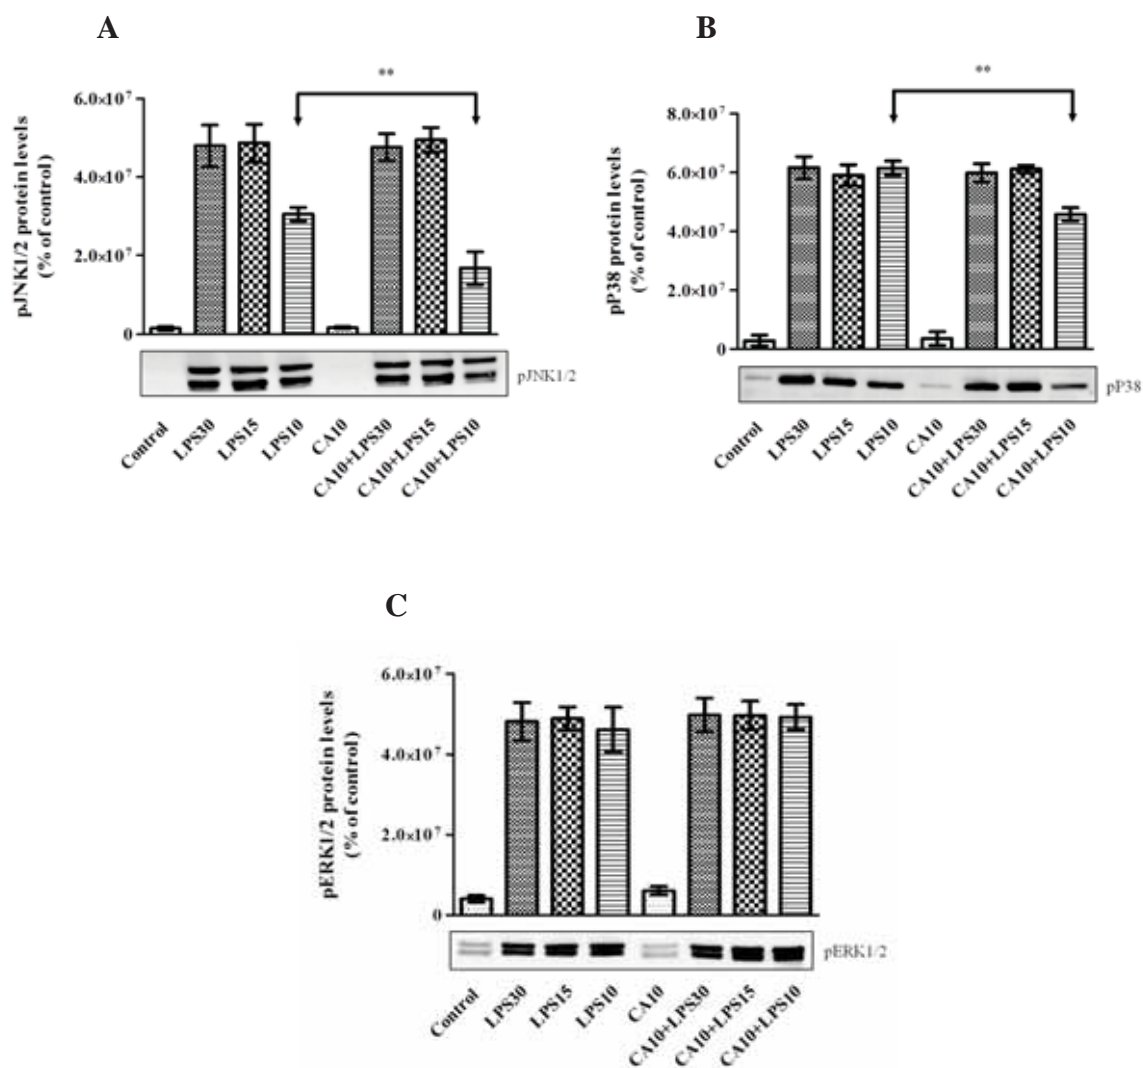 A
**
pJNK1/2 protein levels
(% of control)
6.0×10⁷
4.0×10⁷
2.0×10⁷
0
pJNK1/2
Control
LPS30
LPS15
LPS10
CA10
CA10+LPS30
CA10+LPS15
CA10+LPS10
B
**
pP38 protein levels
(% of control)
8.0×10⁷
6.0×10⁷
4.0×10⁷
2.0×10⁷
0
pP38
Control
LPS30
LPS15
LPS10
CA10
CA10+LPS30
CA10+LPS15
CA10+LPS10
C
pERK1/2 protein levels
(% of control)
6.0×10⁷
4.0×10⁷
2.0×10⁷
0
pERK1/2
Control
LPS30
LPS15
LPS10
CA10
CA10+LPS30
CA10+LPS15
CA10+LPS10